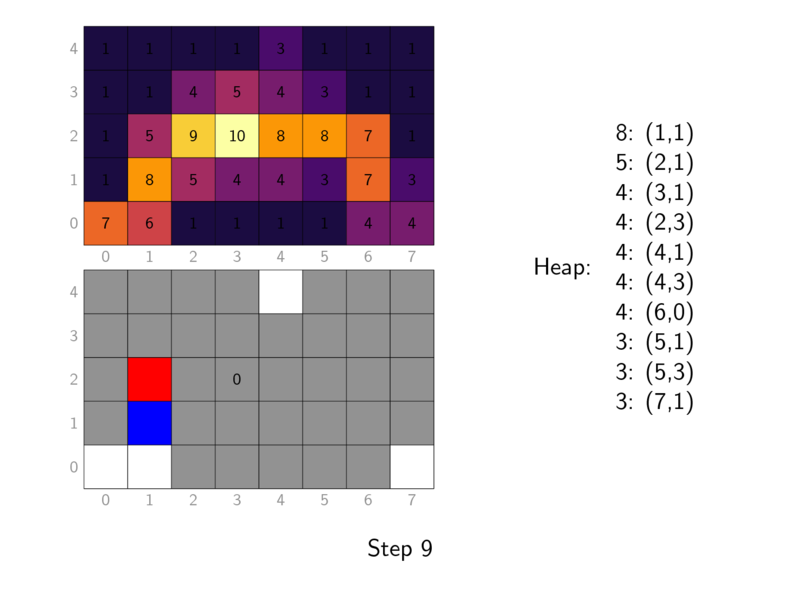 4 1 1 1 1 3 1 1 1
3 1 1 4 5 4 3 1 1
2 1 5 9 10 8 8 7 1
1 1 8 5 4 4 3 7 3
0 7 6 1 1 1 1 4 4
0 1 2 3 4 5 6 7
4
3
2 0
1
0
0 1 2 3 4 5 6 7
Heap:
8: (1,1)
5: (2,1)
4: (3,1)
4: (2,3)
4: (4,1)
4: (4,3)
4: (6,0)
3: (5,1)
3: (5,3)
3: (7,1)
Step 9